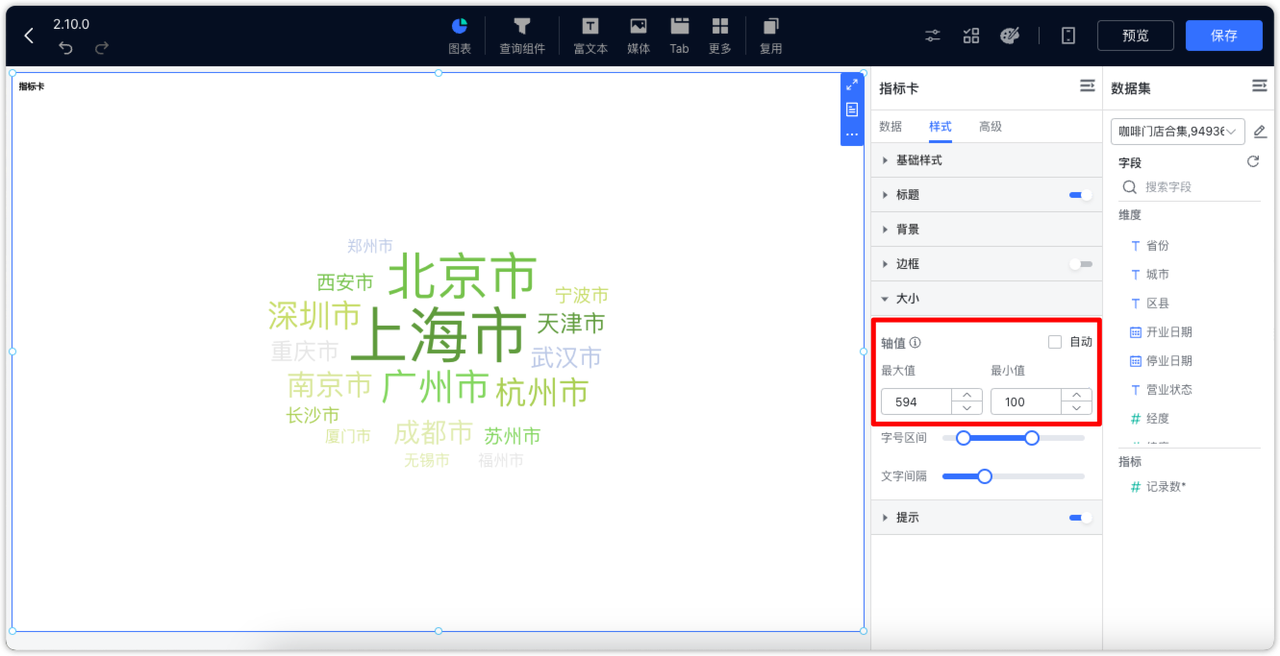 2.10.0
图表
查询组件
富文本
媒体
Tab
更多
复用
预览
保存
指标卡
郑州市
北京市
西安市
宁波市
深圳市
上海市
天津市
重庆市
武汉市
南京市
广州市
杭州市
长沙市
厦门市
成都市
苏州市
无锡市
福州市
指标卡
数据
样式
高级
基础样式
标题
背景
边框
大小
轴值
自动
最大值
最小值
594
100
字号区间
文字间隔
提示
数据集
咖啡门店合集,94936
字段
搜索字段
维度
省份
城市
区县
开业日期
停业日期
营业状态
经度
指标
记录数*